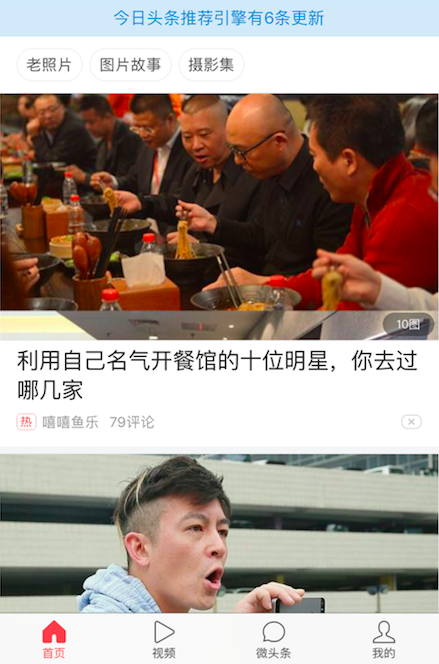 今日头条推荐引擎有6条更新
老照片 图片故事 摄影集
10图
利用自己名气开餐馆的十位明星，你去过
哪几家
热 嘻嘻鱼乐 79评论
首页 视频 微头条 我的